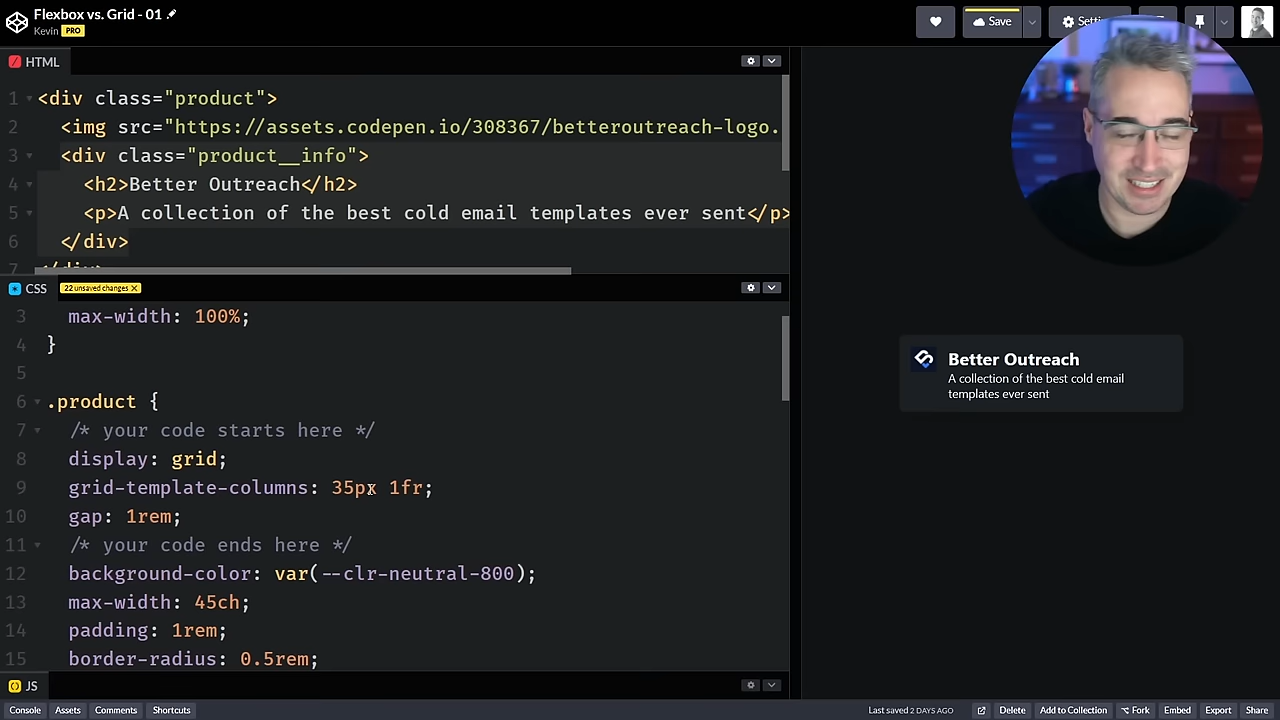 Flexbox vs. Grid - 01
Kevin PRO
Save
HTML
1 <div class="product">
2 <img src="https://assets.codepen.io/308367/betteroutreach-logo.
3 <div class="product__info">
4 <h2>Better Outreach</h2>
5 <p>A collection of the best cold email templates ever sent</p>
6 </div>
7 </div>
CSS 22 unsaved changes X
3 max-width: 100%;
4 }
5
6 .product {
7 /* your code starts here */
8 display: grid;
9 grid-template-columns: 35px 1fr;
10 gap: 1rem;
11 /* your code ends here */
12 background-color: var(--clr-neutral-800);
13 max-width: 45ch;
14 padding: 1rem;
15 border-radius: 0.5rem;
JS
Better Outreach
A collection of the best cold email
templates ever sent
Console Assets Comments Shortcuts Last saved 2 DAYS AGO Delete Add to Collection Fork Embed Export Share